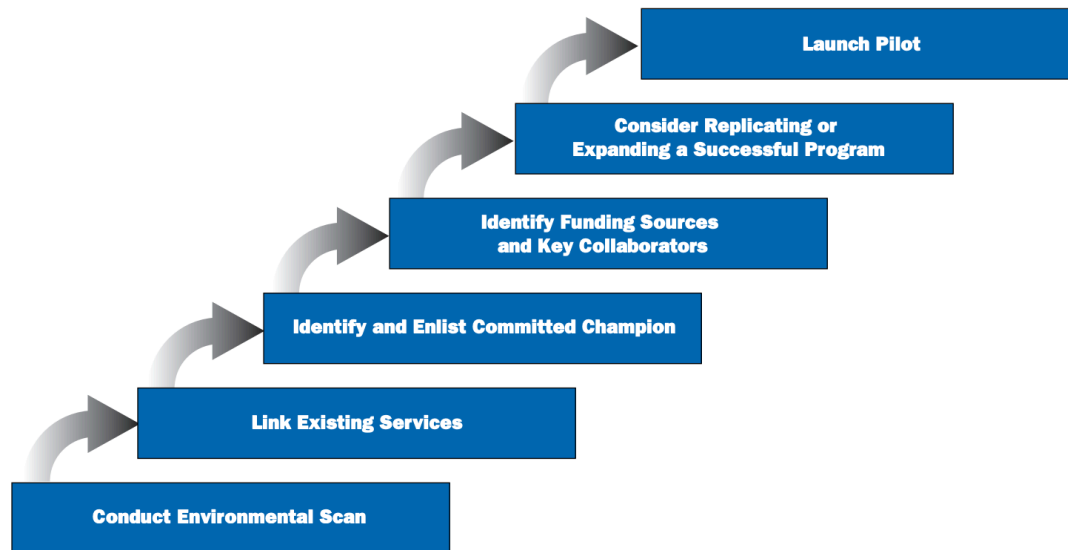 Launch Pilot
Consider Replicating or
Expanding a Successful Program
Identify Funding Sources
and Key Collaborators
Identify and Enlist Committed Champion
Link Existing Services
Conduct Environmental Scan